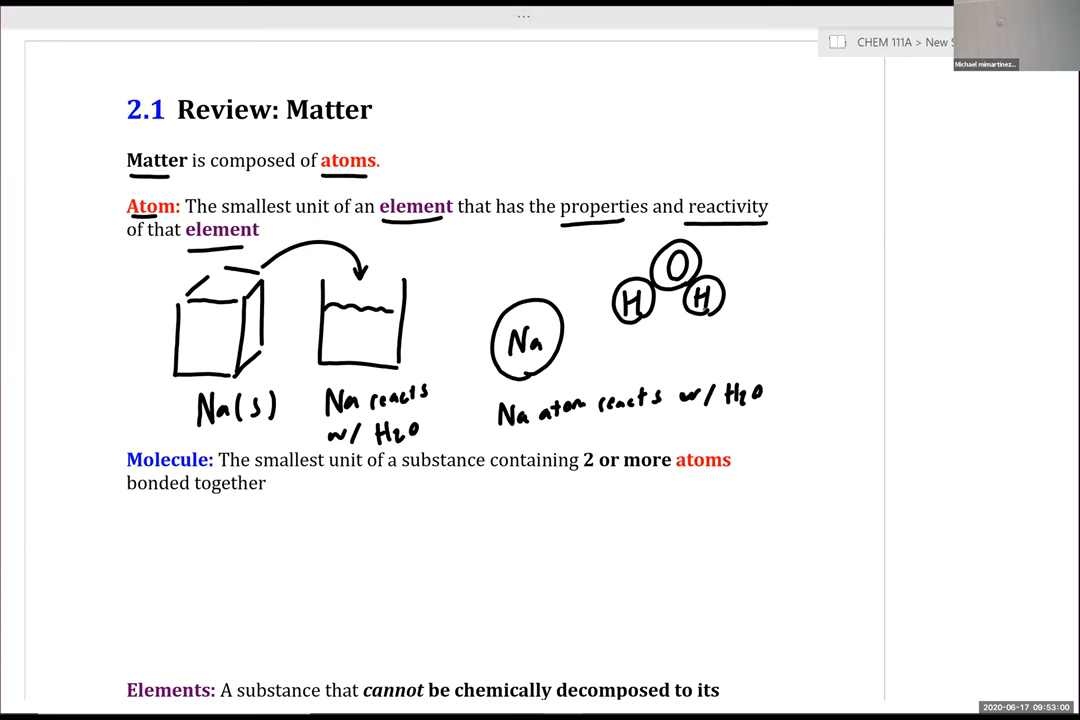 ...
CHEM 111A > New S
Michael mimartinez...
2.1 Review: Matter
Matter is composed of atoms.
Atom: The smallest unit of an element that has the properties and reactivity
of that element
O
H H
Na
Na(s)
Na reacts
w/ H2O
Na atom reacts w/ H2O
Molecule: The smallest unit of a substance containing 2 or more atoms
bonded together
Elements: A substance that cannot be chemically decomposed to its
2020-06-17 09:53:00